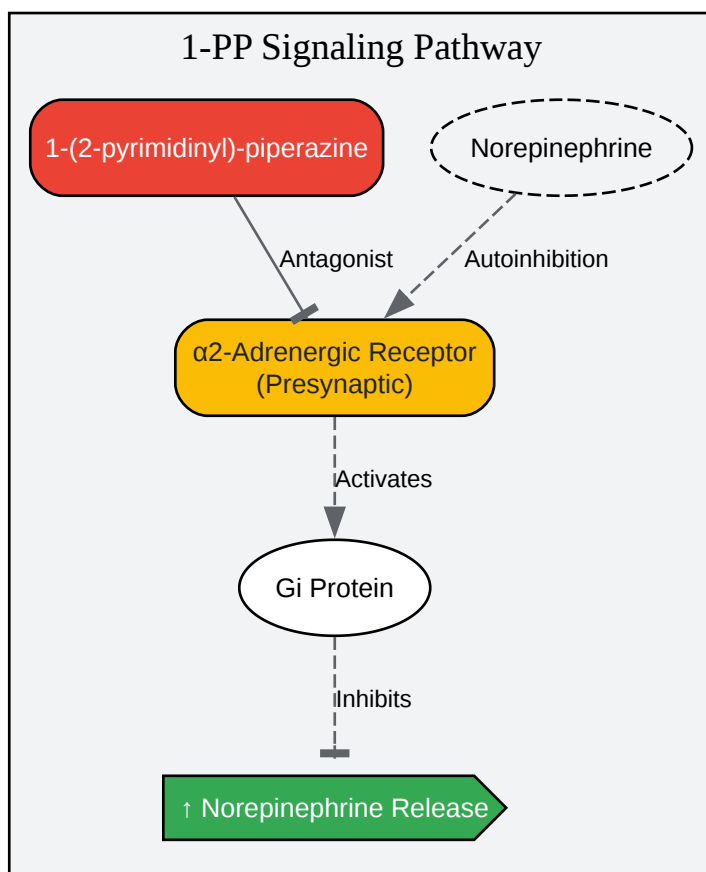 1-PP Signaling Pathway
1-(2-pyrimidinyl)-piperazine
Norepinephrine
Antagonist
Autoinhibition
α2-Adrenergic Receptor
(Presynaptic)
Activates
Gi Protein
Inhibits
↑ Norepinephrine Release